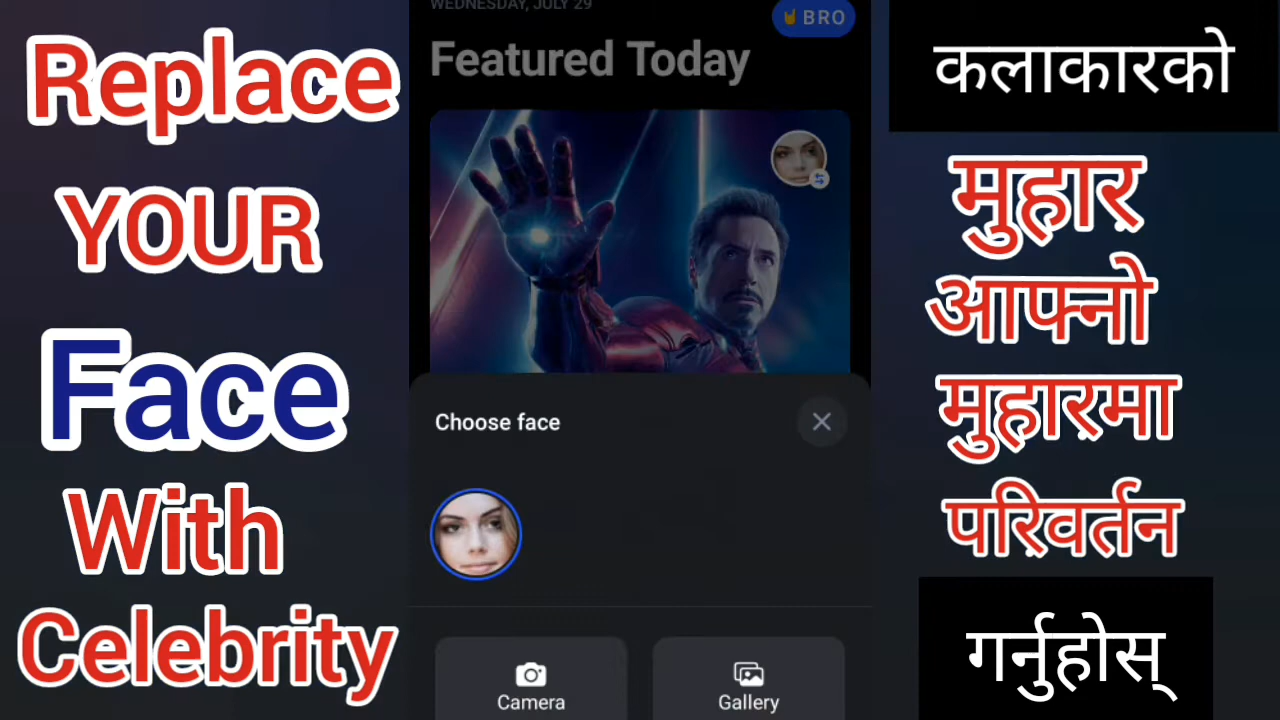 Replace
YOUR
Face
With
Celebrity
WEDNESDAY, JULY 29
🤘BRO
Featured Today
Choose face
Camera
Gallery
कलाकारको
मुहार
आफ्नो
मुहारमा
परिवर्तन
गर्नुहोस्